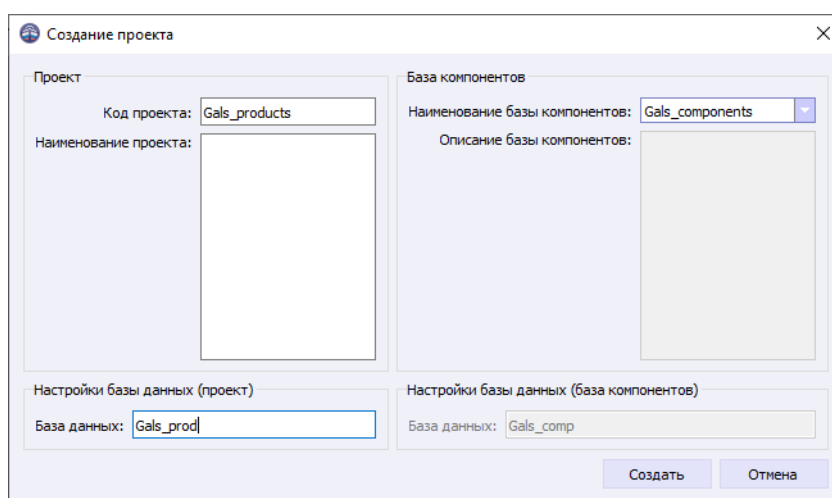 Создание проекта
Проект
Код проекта: Gals_products
Наименование проекта:
База компонентов
Наименование базы компонентов: Gals_components
Описание базы компонентов:
Настройки базы данных (проект)
База данных: Gals_prod
Настройки базы данных (база компонентов)
База данных: Gals_comp
Создать Отмена